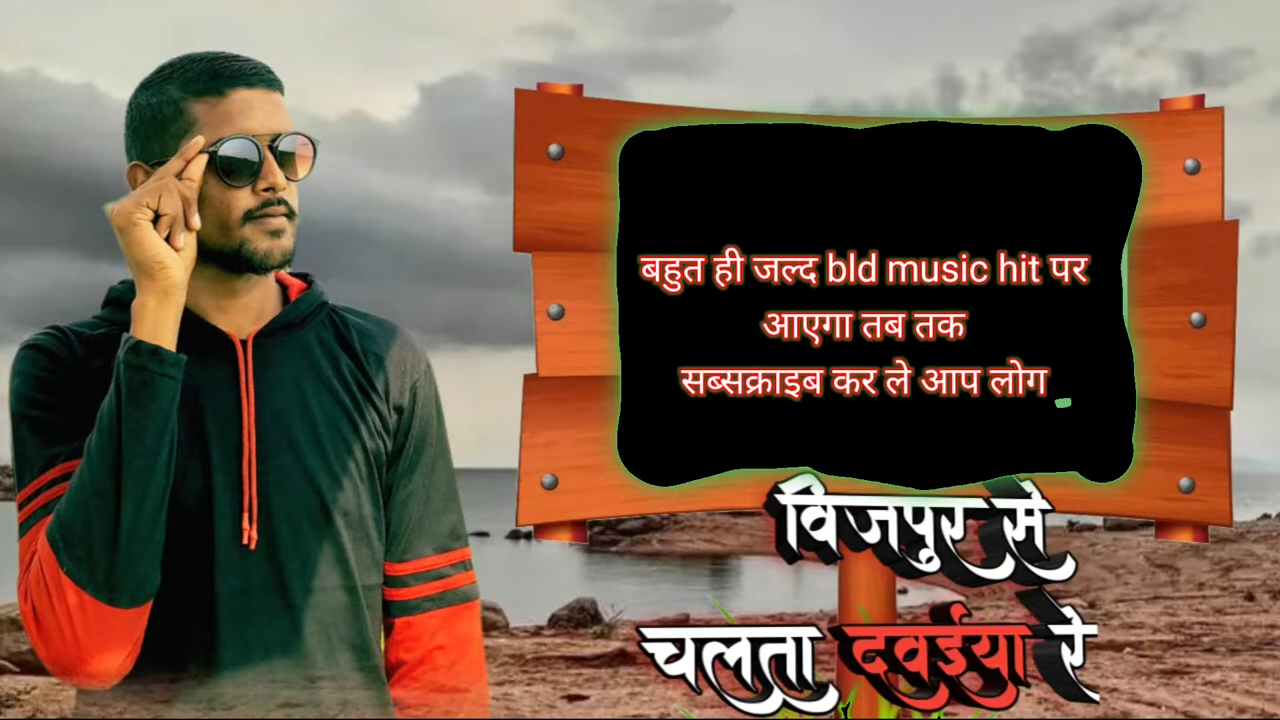 बहुत ही जल्द bld music hit पर
आएगा तब तक
सब्सक्राइब कर ले आप लोग
विजपुर से
चलता दवईया रे